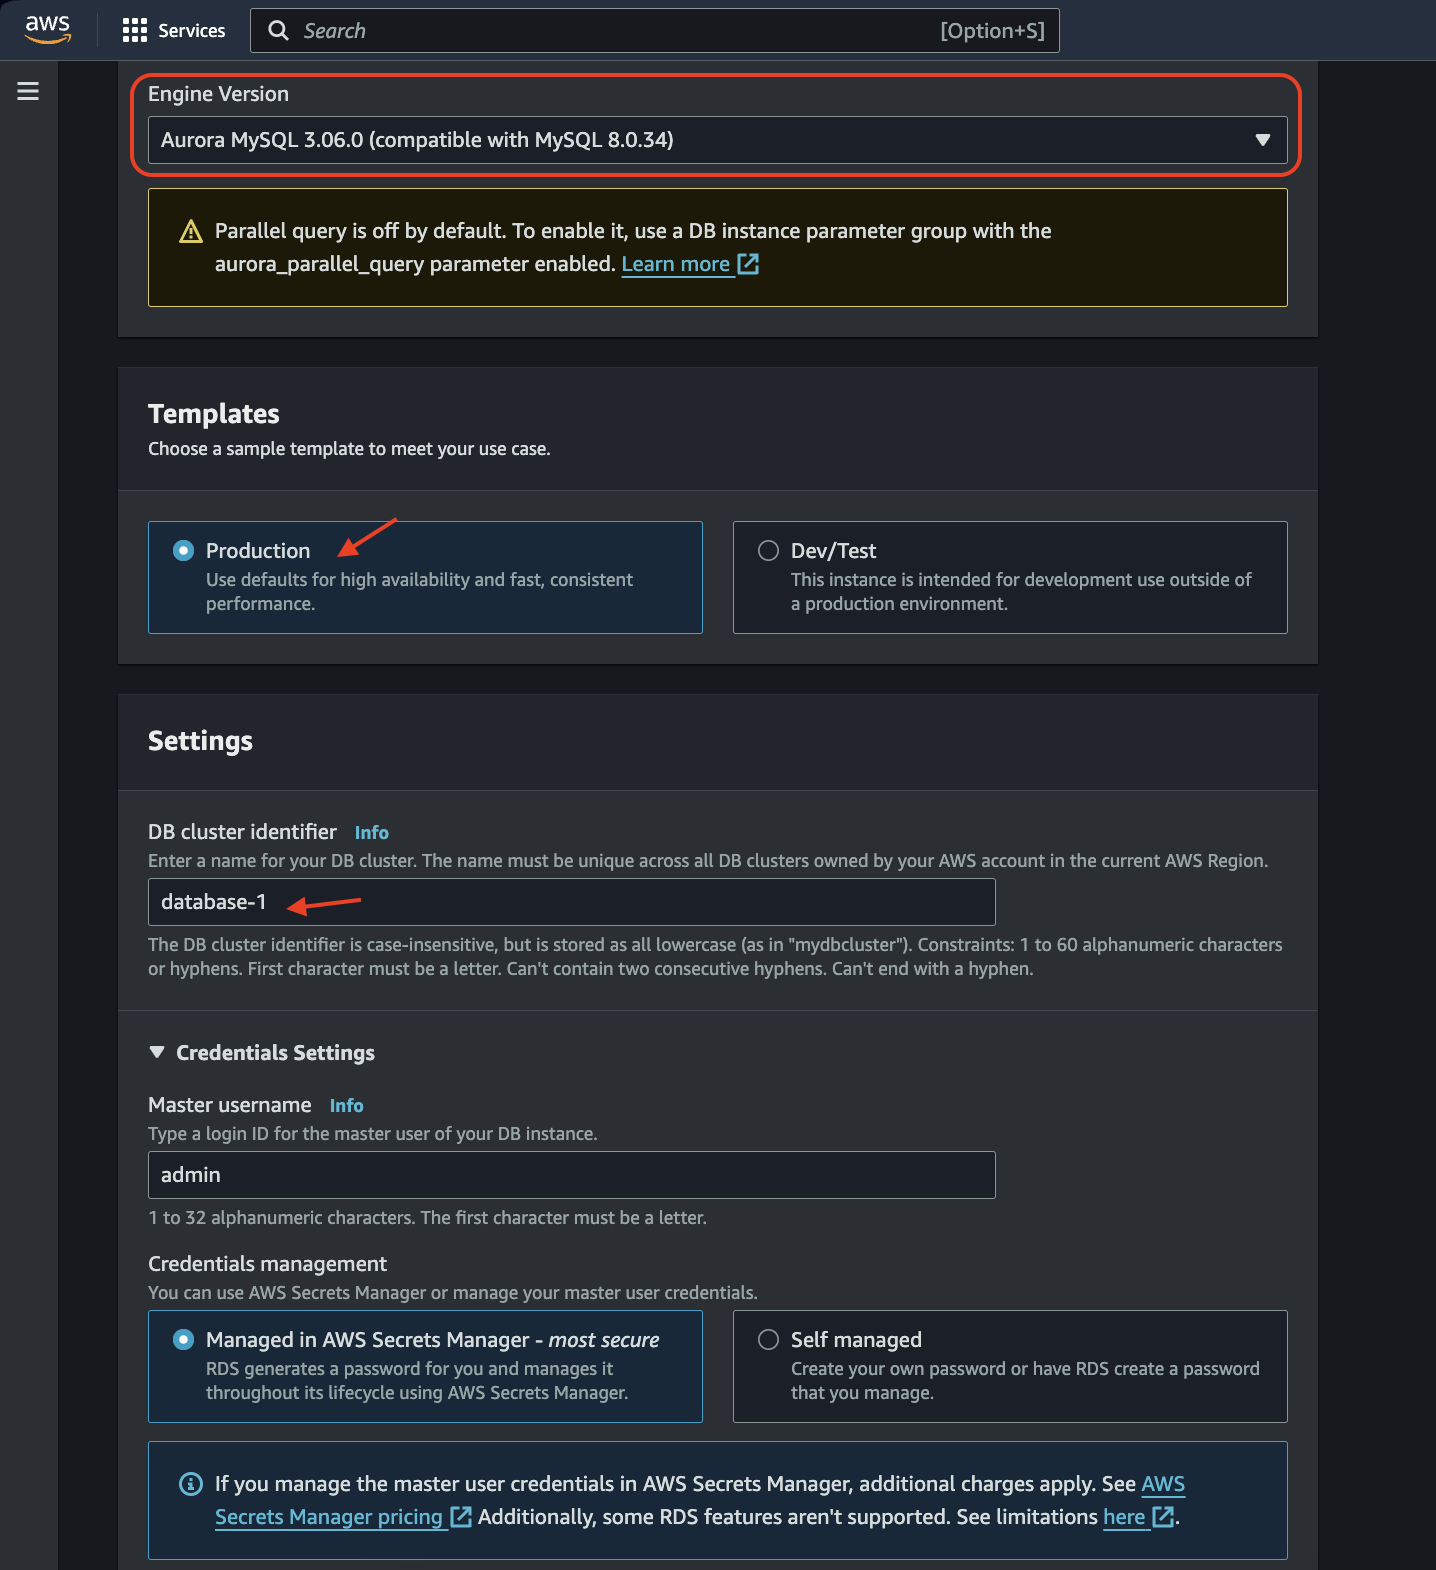 aws
Services
Search
[Option+S]
Engine Version
Aurora MySQL 3.06.0 (compatible with MySQL 8.0.34)
Parallel query is off by default. To enable it, use a DB instance parameter group with the
aurora_parallel_query parameter enabled. Learn more
Templates
Choose a sample template to meet your use case.
Production
Use defaults for high availability and fast, consistent
performance.
Dev/Test
This instance is intended for development use outside of
a production environment.
Settings
DB cluster identifier Info
Enter a name for your DB cluster. The name must be unique across all DB clusters owned by your AWS account in the current AWS Region.
database-1
The DB cluster identifier is case-insensitive, but is stored as all lowercase (as in "mydbcluster"). Constraints: 1 to 60 alphanumeric characters
or hyphens. First character must be a letter. Can't contain two consecutive hyphens. Can't end with a hyphen.
Credentials Settings
Master username Info
Type a login ID for the master user of your DB instance.
admin
1 to 32 alphanumeric characters. The first character must be a letter.
Credentials management
You can use AWS Secrets Manager or manage your master user credentials.
Managed in AWS Secrets Manager - most secure
RDS generates a password for you and manages it
throughout its lifecycle using AWS Secrets Manager.
Self managed
Create your own password or have RDS create a password
that you manage.
If you manage the master user credentials in AWS Secrets Manager, additional charges apply. See AWS
Secrets Manager pricing Additionally, some RDS features aren't supported. See limitations here .